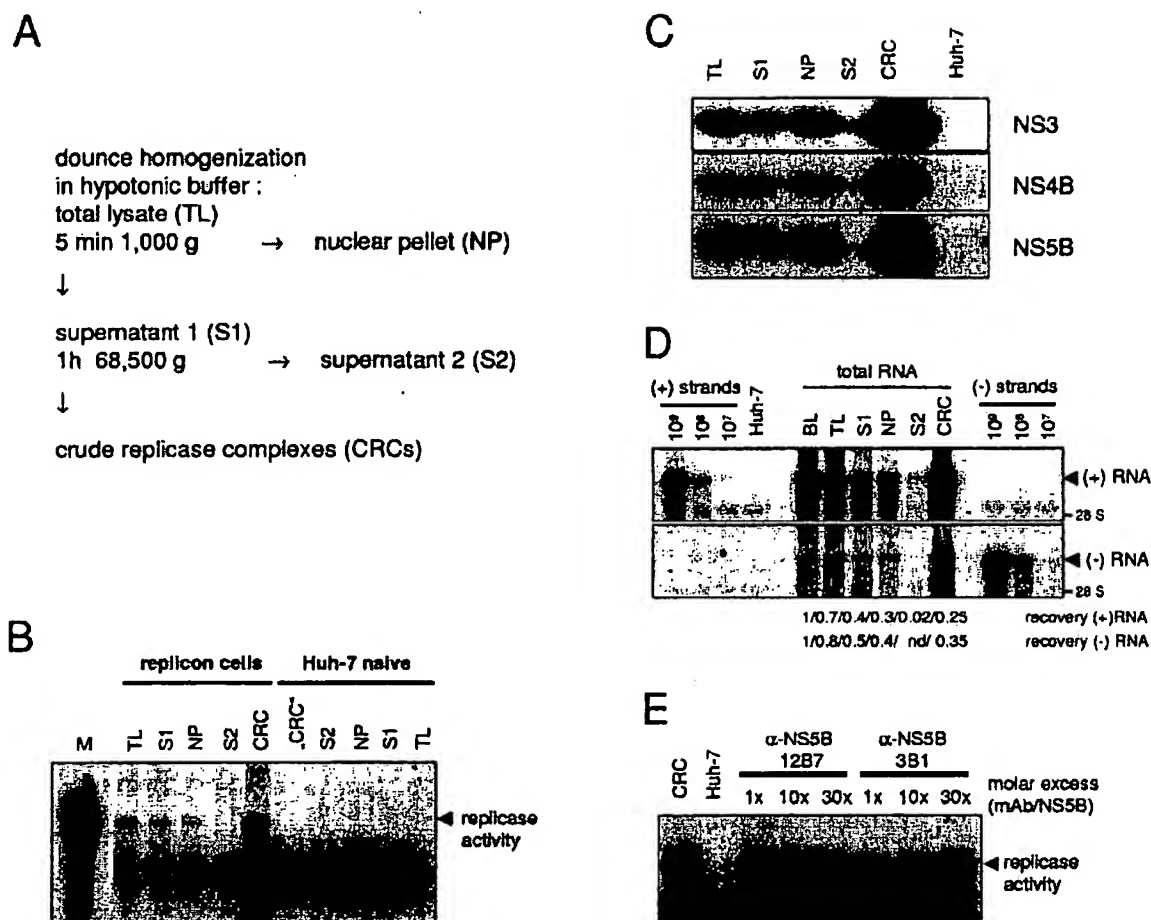 A
dounce homogenization
in hypotonic buffer :
total lysate (TL)
5 min 1,000 g → nuclear pellet (NP)
↓
supernatant 1 (S1)
1h 68,500 g → supernatant 2 (S2)
↓
crude replicase complexes (CRCs)
B
replicon cells Huh-7 naive
M TL S1 NP S2 CRC "CRC" S2 NP S1 TL
replicase
activity
C
TL S1 NP S2 CRC Huh-7
NS3
NS4B
NS5B
D
total RNA
(+) strands (-) strands
10⁹ 10⁸ 10⁷ Huh-7 BL TL S1 NP S2 CRC 10⁹ 10⁸ 10⁷
(+) RNA
28 S
(-) RNA
28 S
1/0.7/0.4/0.3/0.02/0.25 recovery (+)RNA
1/0.8/0.5/0.4/ nd/ 0.35 recovery (-) RNA
E
α-NS5B α-NS5B
12B7 3B1
CRC Huh-7 1x 10x 30x 1x 10x 30x
molar excess
(mAb/NS5B)
replicase
activity